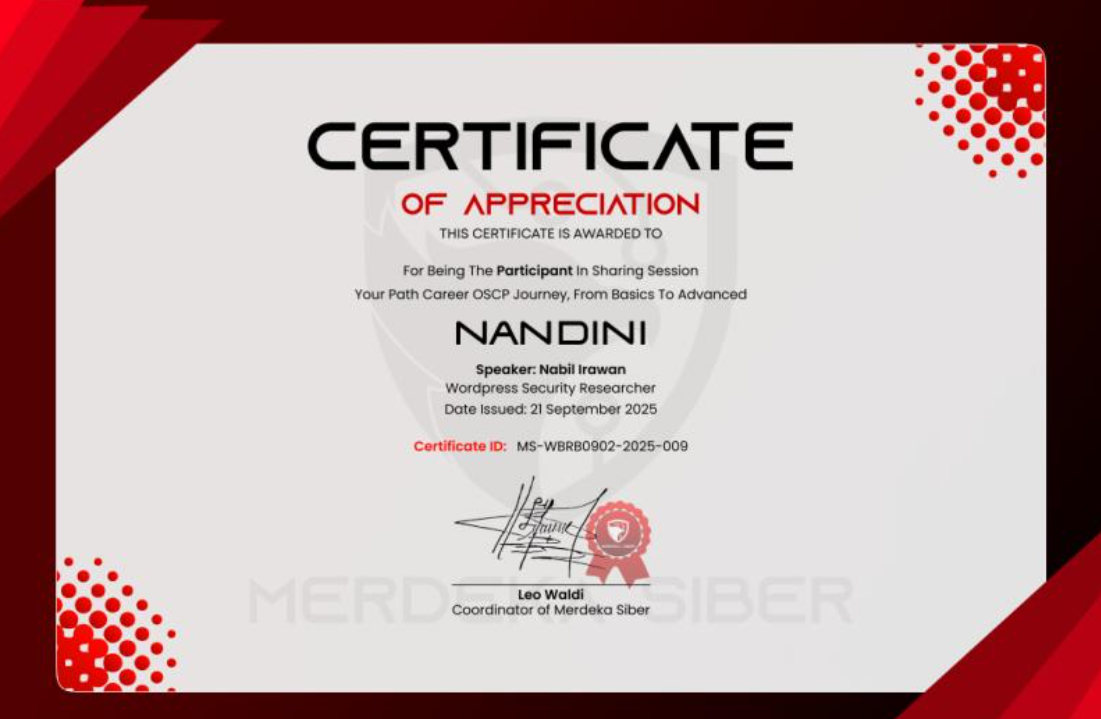 CERTIFICATE
OF APPRECIATION
THIS CERTIFICATE IS AWARDED TO
For Being The Participant In Sharing Session
Your Path Career OSCP Journey, From Basics To Advanced
NANDINI
Speaker: Nabil Irawan
Wordpress Security Researcher
Date Issued: 21 September 2025
Certificate ID: MS-WBRB0902-2025-009
MERDEKA SIBER
Leo Waldi
Coordinator of Merdeka Siber